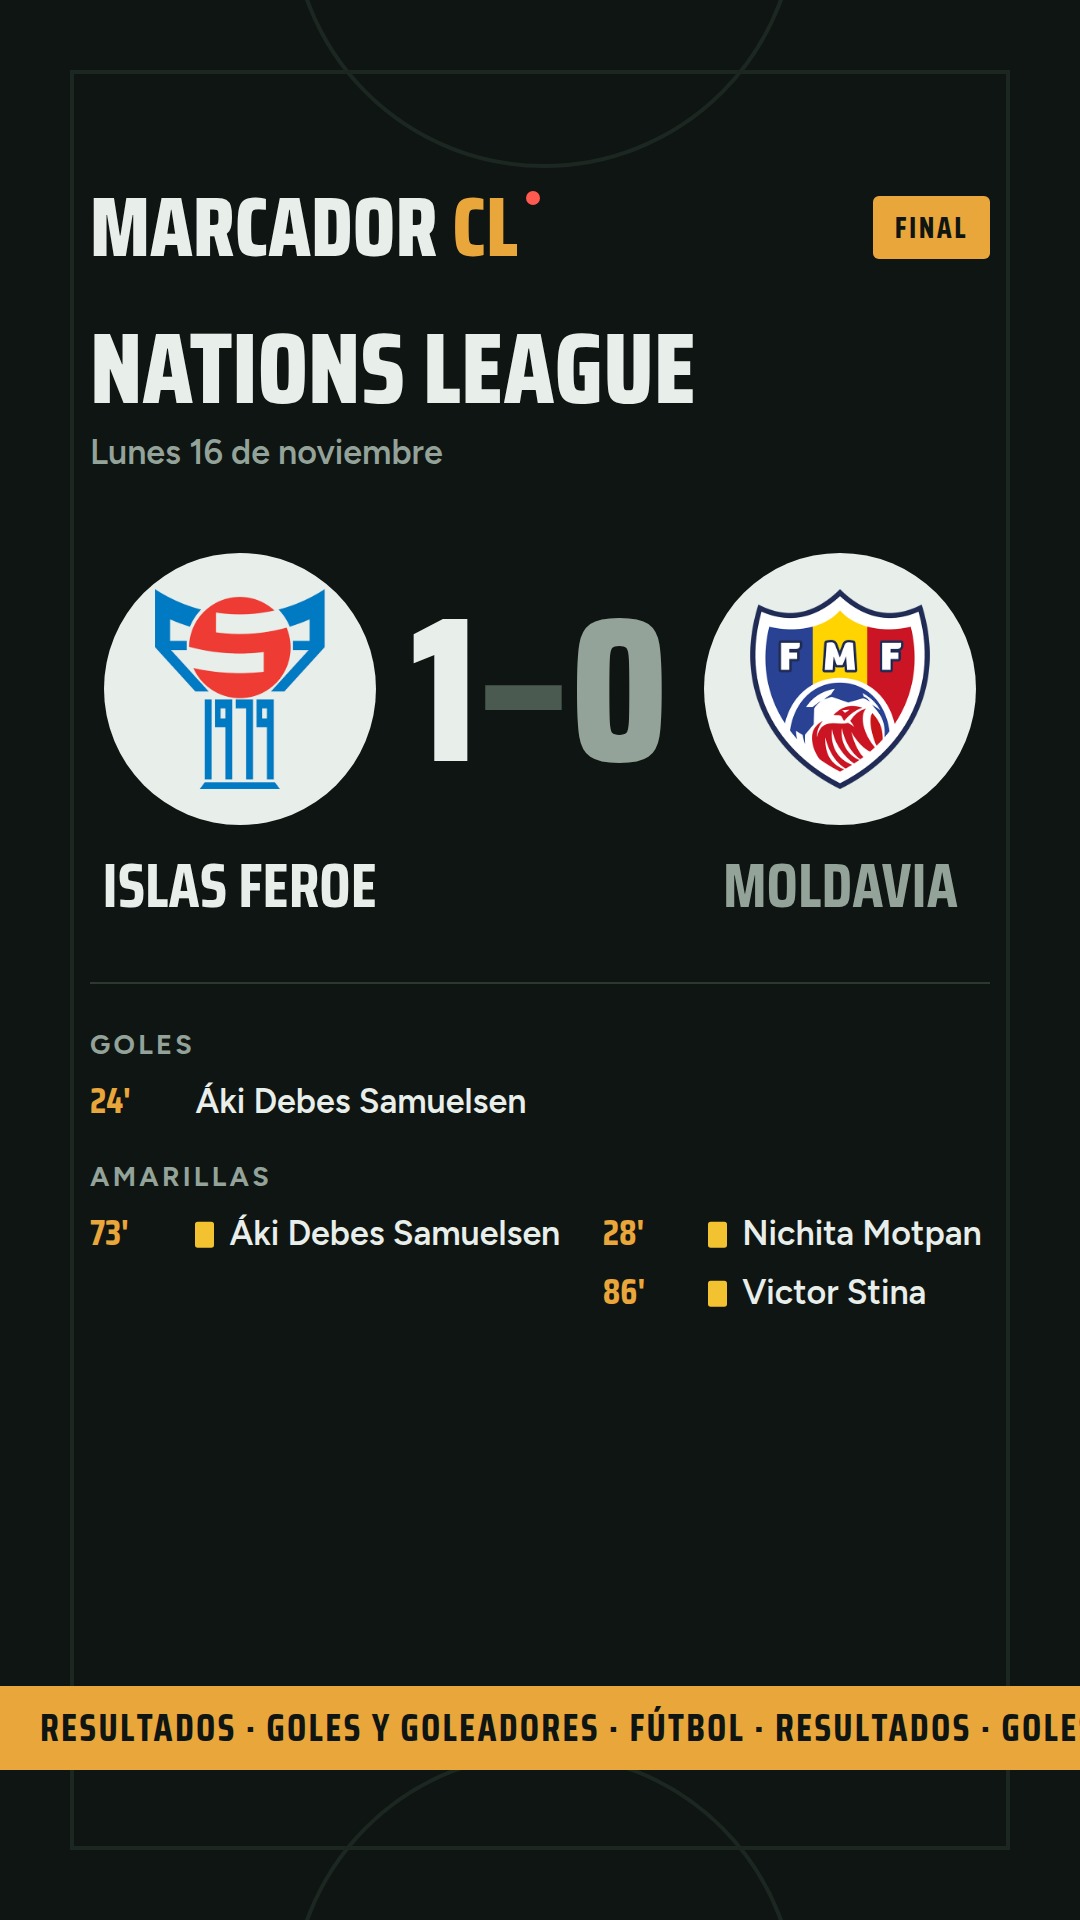 MARCADOR CL
FINAL
NATIONS LEAGUE
Lunes 16 de noviembre
1979
1–0
F M F
ISLAS FEROE
MOLDAVIA
GOLES
24' Áki Debes Samuelsen
AMARILLAS
73' Áki Debes Samuelsen
28' Nichita Motpan
86' Victor Stina
RESULTADOS · GOLES Y GOLEADORES · FÚTBOL · RESULTADOS · GOLES